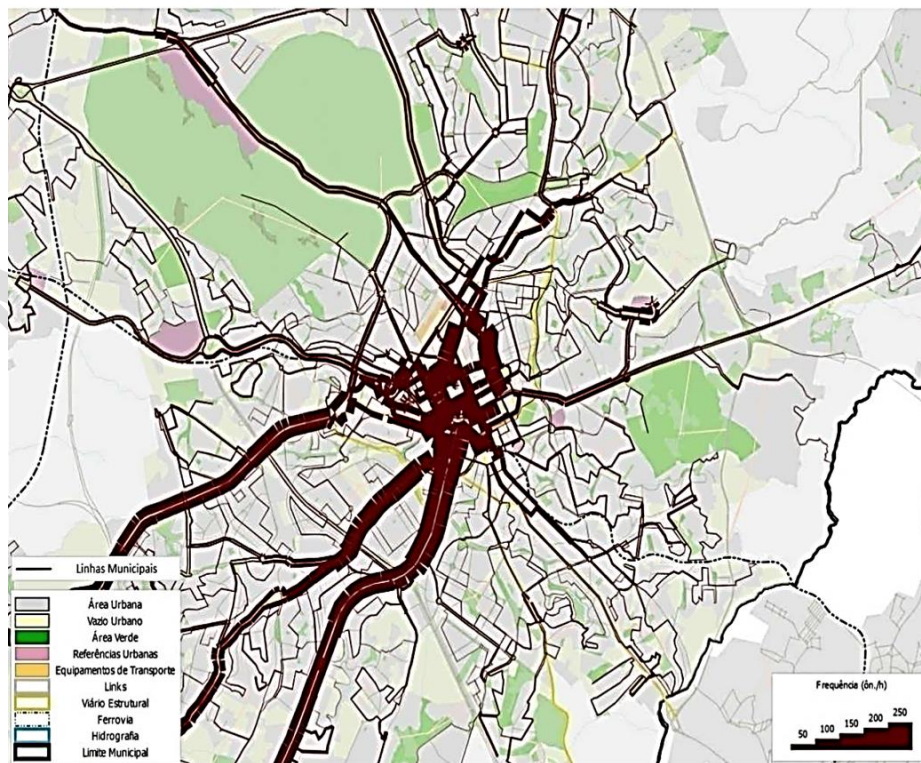 Linhas Municipais
Área Urbana
Vazio Urbano
Área Verde
Referências Urbanas
Equipamentos de Transporte
Links
Viário Estrutural
Ferrovia
Hidrografia
Limite Municipal
Frequência (ôn./h)
50 100 150 200 250